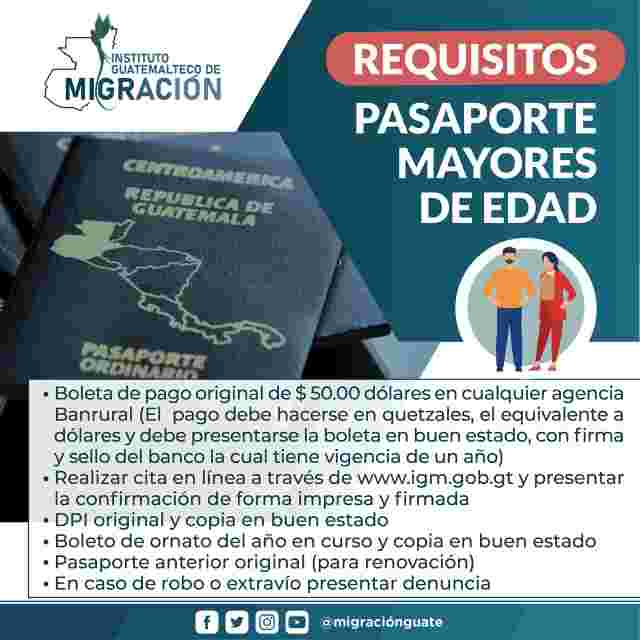 INSTITUTO
GUATEMALTECO DE
MIGRACIÓN
REQUISITOS
PASAPORTE
MAYORES
DE EDAD
CENTROAMERICA
REPUBLICA DE
GUATEMALA
PASAPORTE
ORDINARIO
• Boleta de pago original de $ 50.00 dólares en cualquier agencia
Banrural (El pago debe hacerse en quetzales, el equivalente a
dólares y debe presentarse la boleta en buen estado, con firma
y sello del banco la cual tiene vigencia de un año)
• Realizar cita en línea a través de www.igm.gob.gt y presentar
la confirmación de forma impresa y firmada
• DPI original y copia en buen estado
• Boleto de ornato del año en curso y copia en buen estado
• Pasaporte anterior original (para renovación)
• En caso de robo o extravío presentar denuncia
@migraciónguate